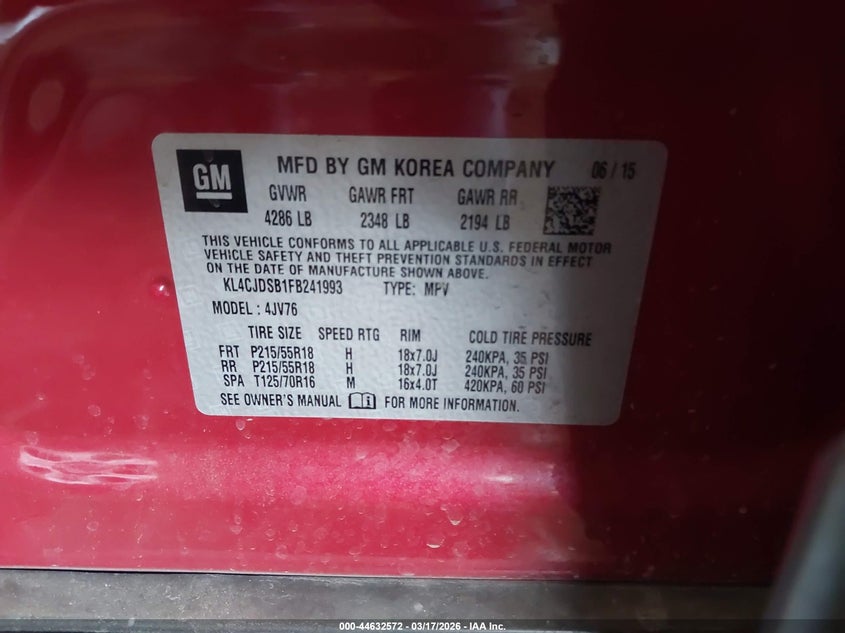 GM
MFD BY GM KOREA COMPANY 06 / 15
GVWR GAWR FRT GAWR RR
4286 LB 2348 LB 2194 LB
THIS VEHICLE CONFORMS TO ALL APPLICABLE U.S. FEDERAL MOTOR
VEHICLE SAFETY AND THEFT PREVENTION STANDARDS IN EFFECT
ON THE DATE OF MANUFACTURE SHOWN ABOVE.
KL4CJDSB1FB241993 TYPE: MPV
MODEL : 4JV76
TIRE SIZE SPEED RTG RIM COLD TIRE PRESSURE
FRT P215/55R18 H 18x7.0J 240KPA, 35 PSI
RR P215/55R18 H 18x7.0J 240KPA, 35 PSI
SPA T125/70R16 M 16x4.0T 420KPA, 60 PSI
SEE OWNER'S MANUAL FOR MORE INFORMATION.
000-44632572 | 03/17/2026 | IAA Inc.